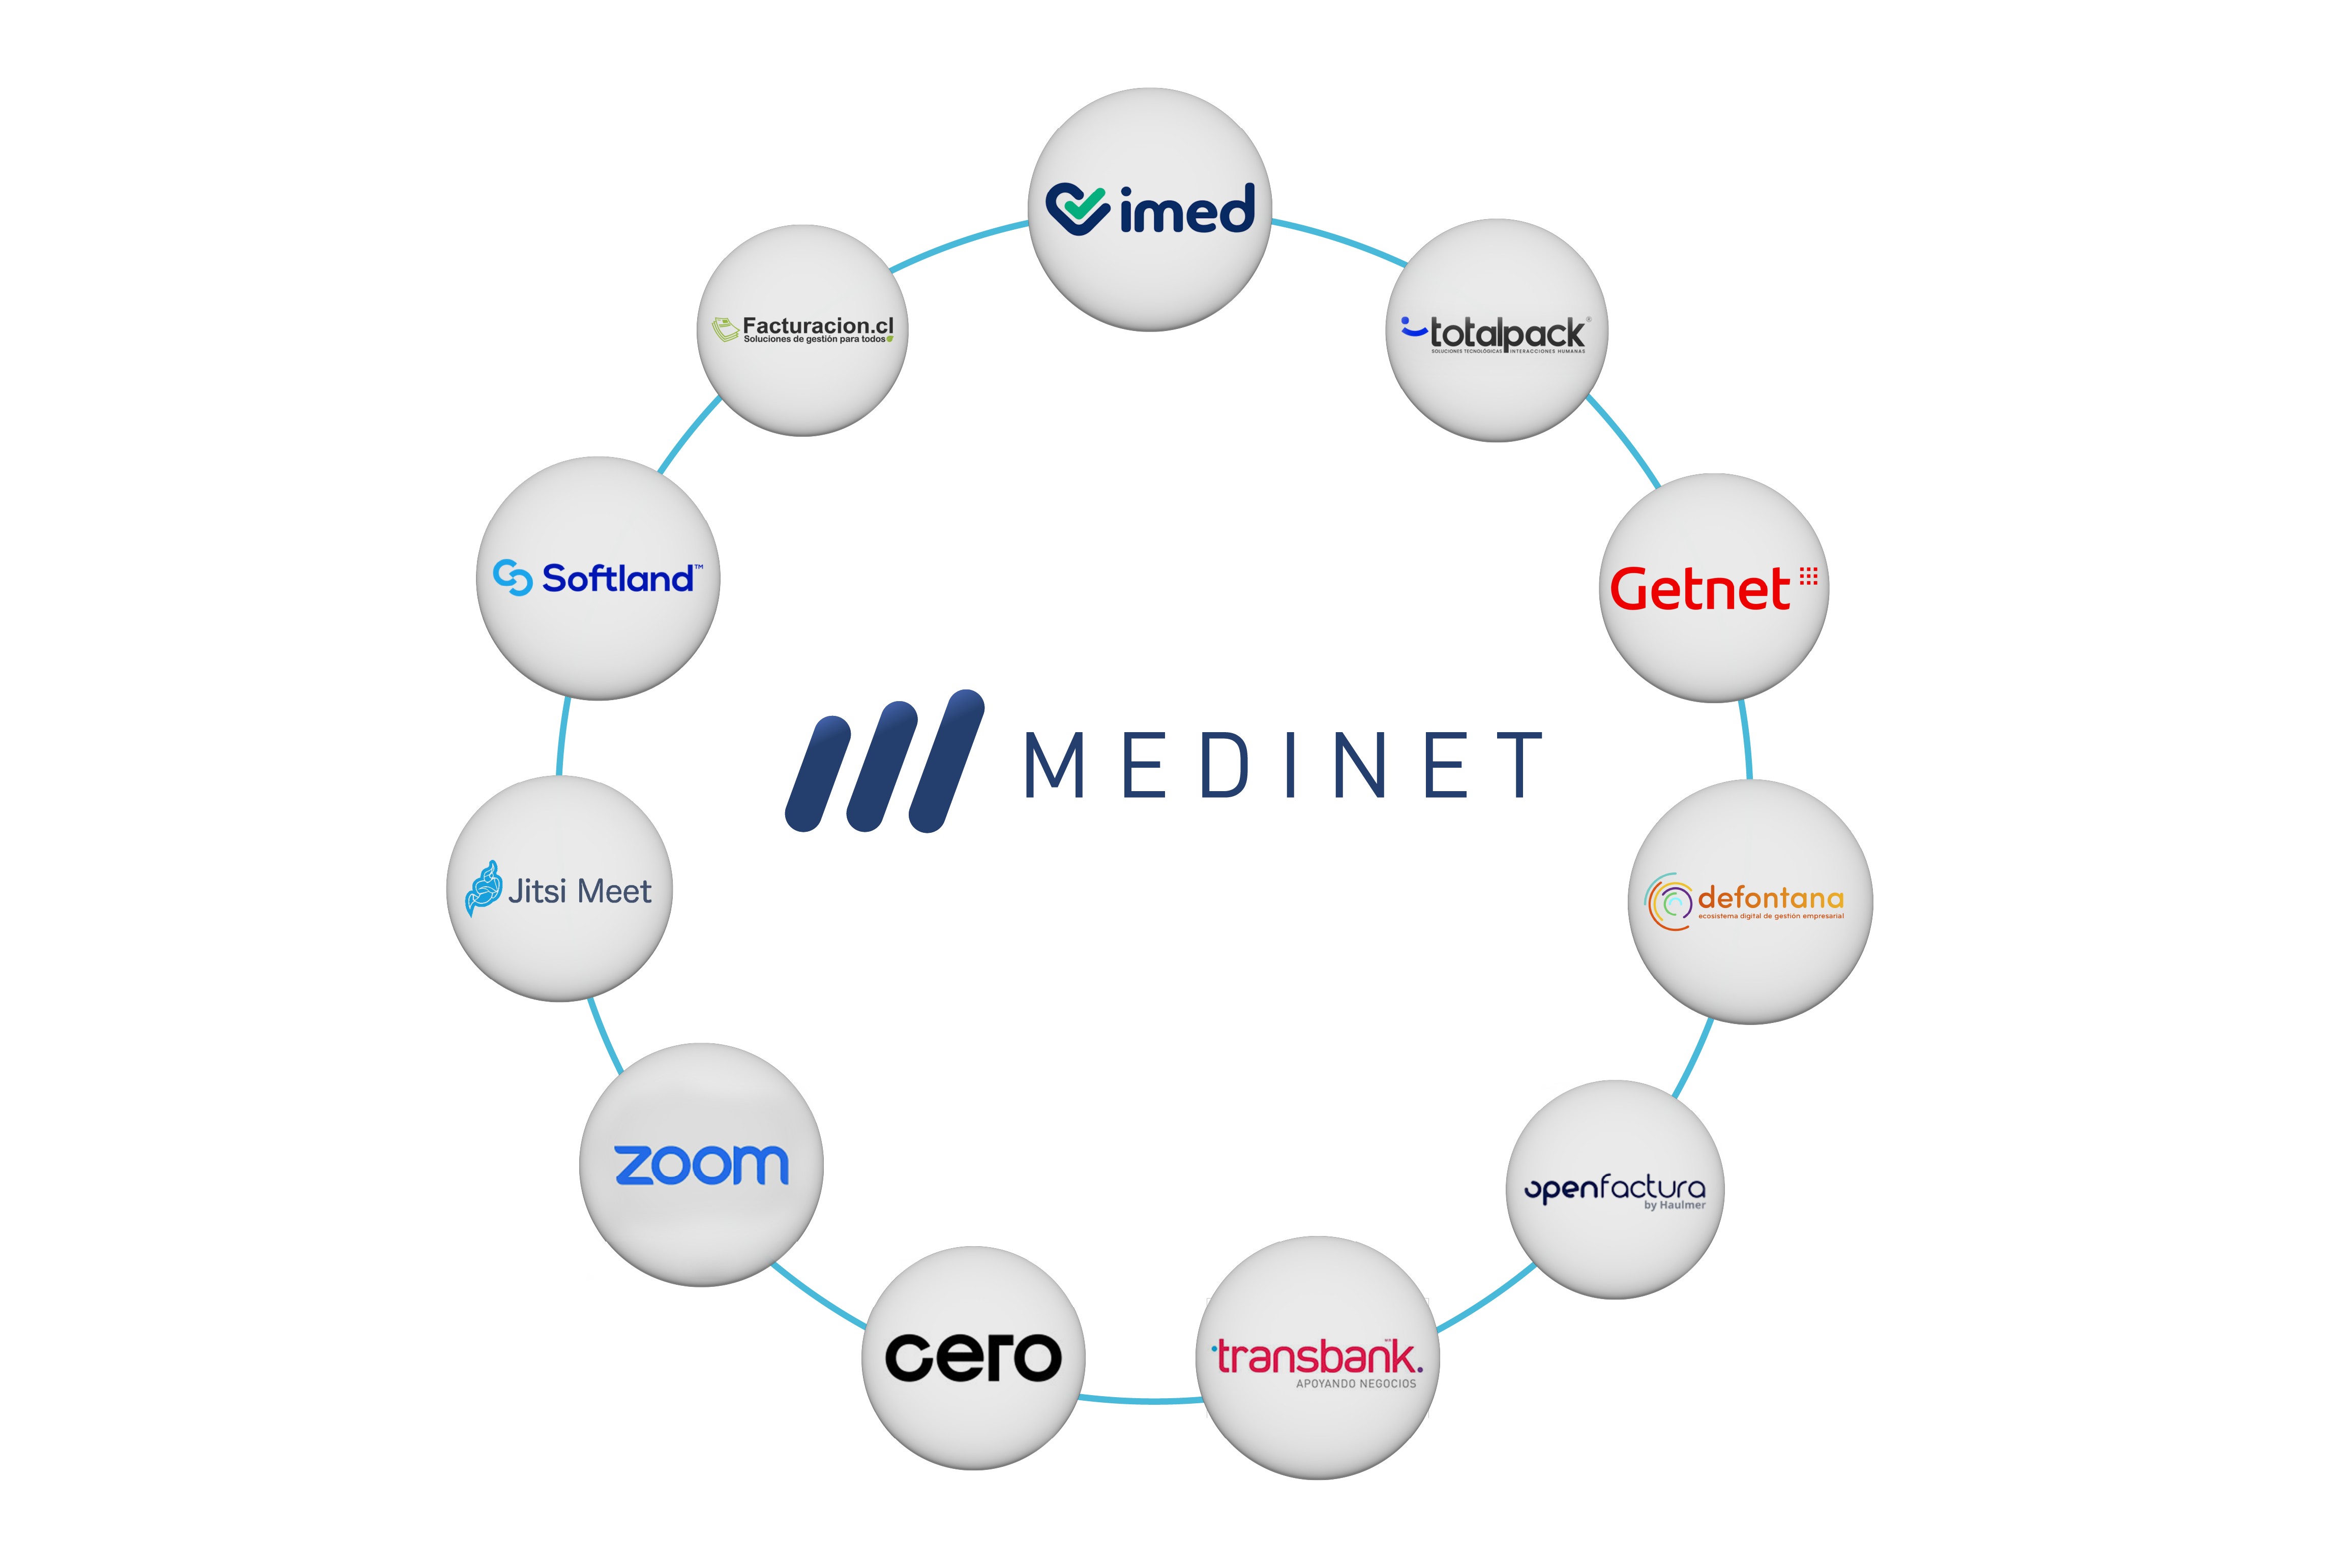 imed
Facturacion.cl
Soluciones de gestión para todos
totalpack®
SOLUCIONES TECNOLÓGICAS INTERACCIONES HUMANAS
Softland™
Getnet
MEDINET
Jitsi Meet
defontana
ecosistema digital de gestión empresarial
zoom
openfactura
by Haulmer
cero
transbank.
APOYANDO NEGOCIOS